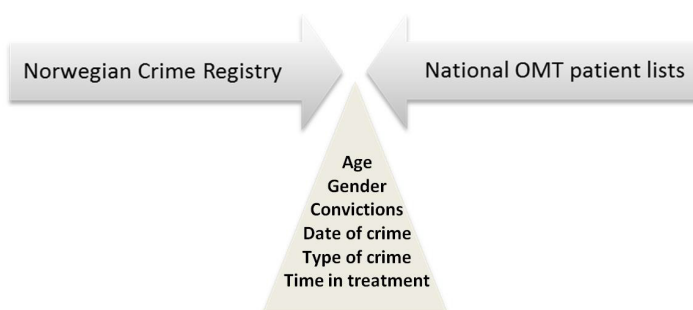 Norwegian Crime Registry
National OMT patient lists
Age
Gender
Convictions
Date of crime
Type of crime
Time in treatment